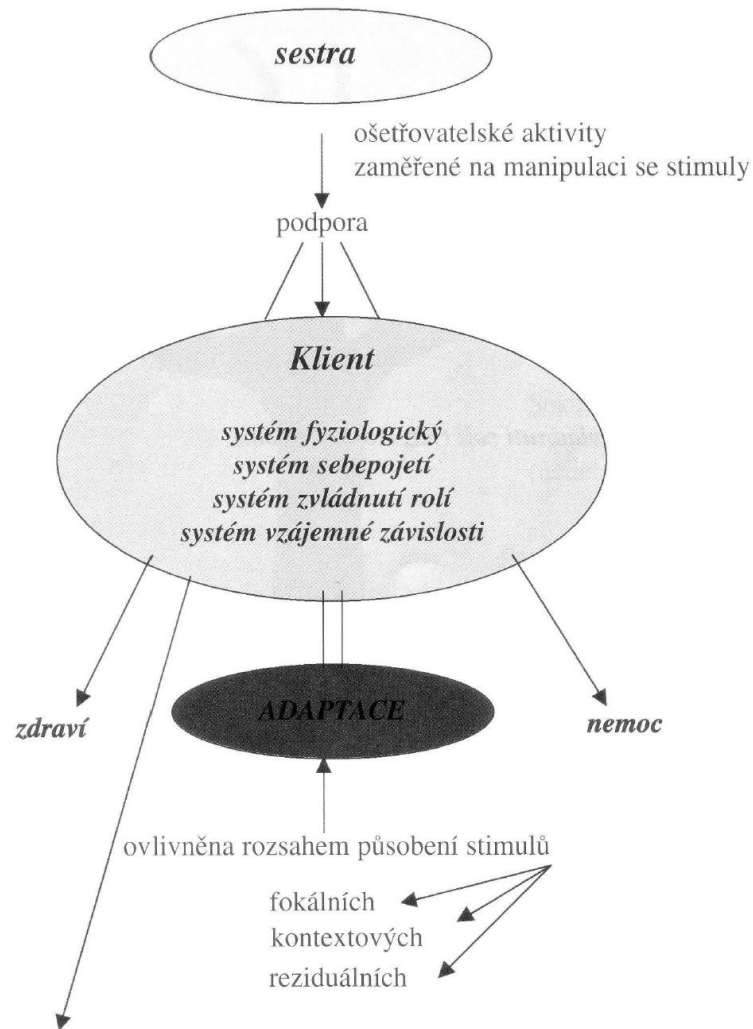 sestra
ošetřovatelské aktivity
zaměřené na manipulaci se stimuly
podpora
Klient
systém fyziologický
systém sebepojetí
systém zvládnutí rolí
systém vzájemné závislosti
zdraví
ADAPTACE
nemoc
ovlivněna rozsahem působení stimulů
fokálních
kontextových
reziduálních